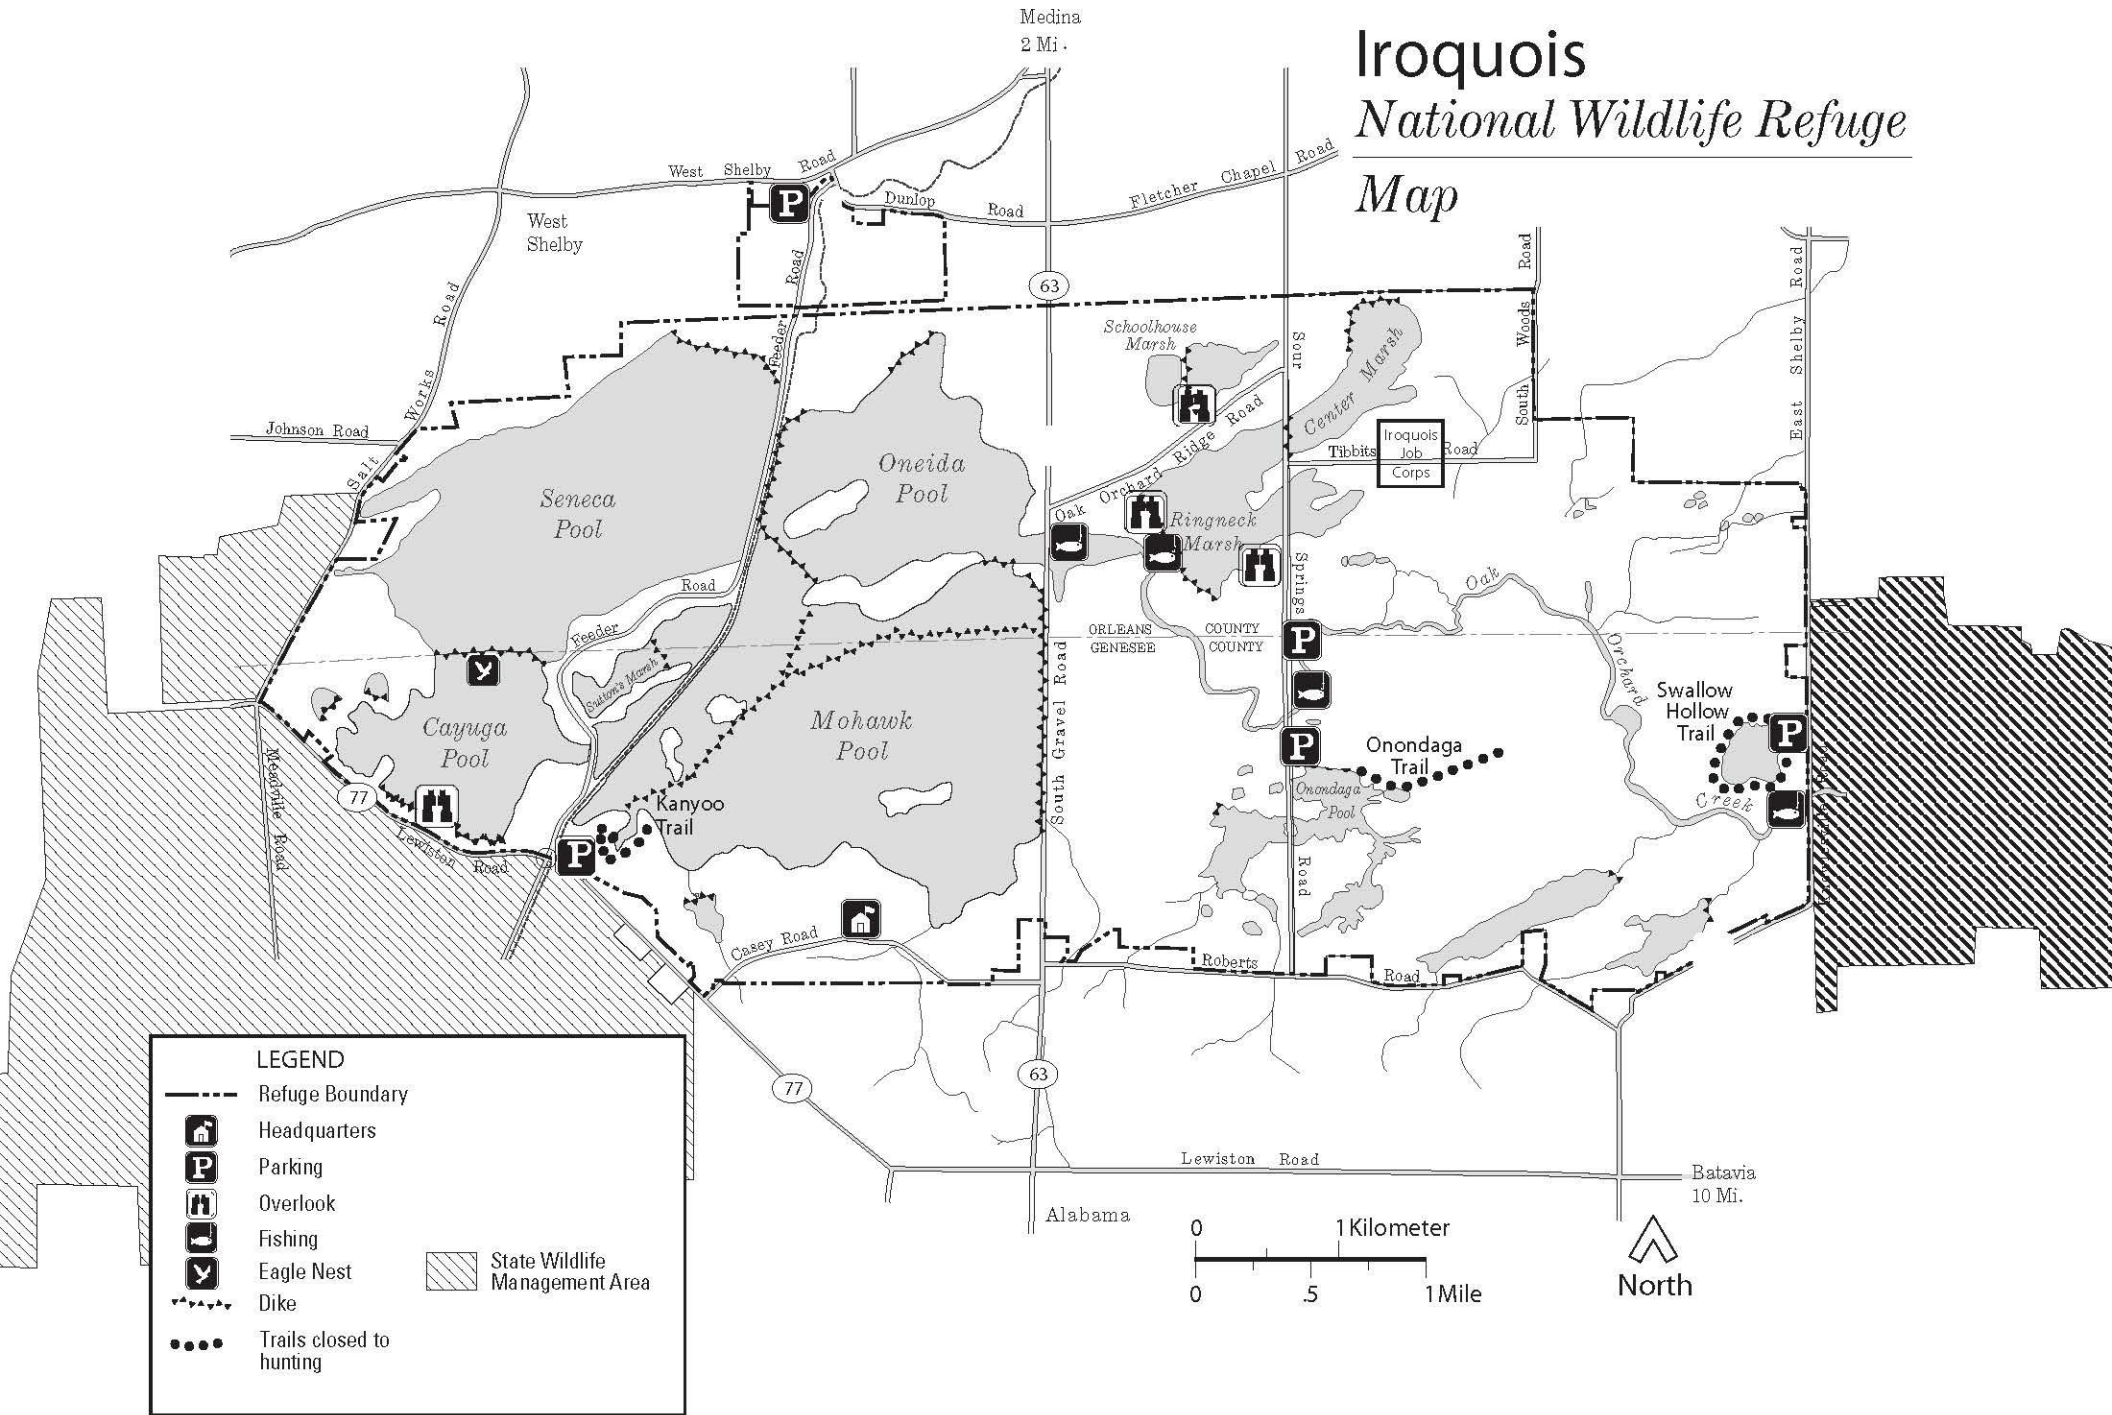 Medina
2 Mi.
Iroquois
National Wildlife Refuge
Map
West Shelby Road
Dunlop Road
Fletcher Chapel Road
West
Shelby
63
Feeder Road
Salt Works Road
Johnson Road
Schoolhouse
Marsh
Sour Springs Road
Center Marsh
South Woods Road
East Shelby Road
Oak Orchard Ridge Road
Tibbits Road
Iroquois
Job
Corps
Seneca
Pool
Oneida
Pool
Ringneck
Marsh
Feeder Road
Oak Orchard Creek
ORLEANS COUNTY
GENESEE COUNTY
Sutton's Marsh
Cayuga
Pool
Mohawk
Pool
South Gravel Road
Swallow
Hollow
Trail
Onondaga
Trail
Onondaga
Pool
Meadville Road
77
Kanyoo
Trail
Lewiston Road
Casey Road
Roberts Road
77
63
Lewiston Road
Batavia
10 Mi.
Alabama
LEGEND
Refuge Boundary
Headquarters
P Parking
Overlook
Fishing
Eagle Nest
Dike
Trails closed to
hunting
State Wildlife
Management Area
0 1 Kilometer
0 .5 1 Mile
North